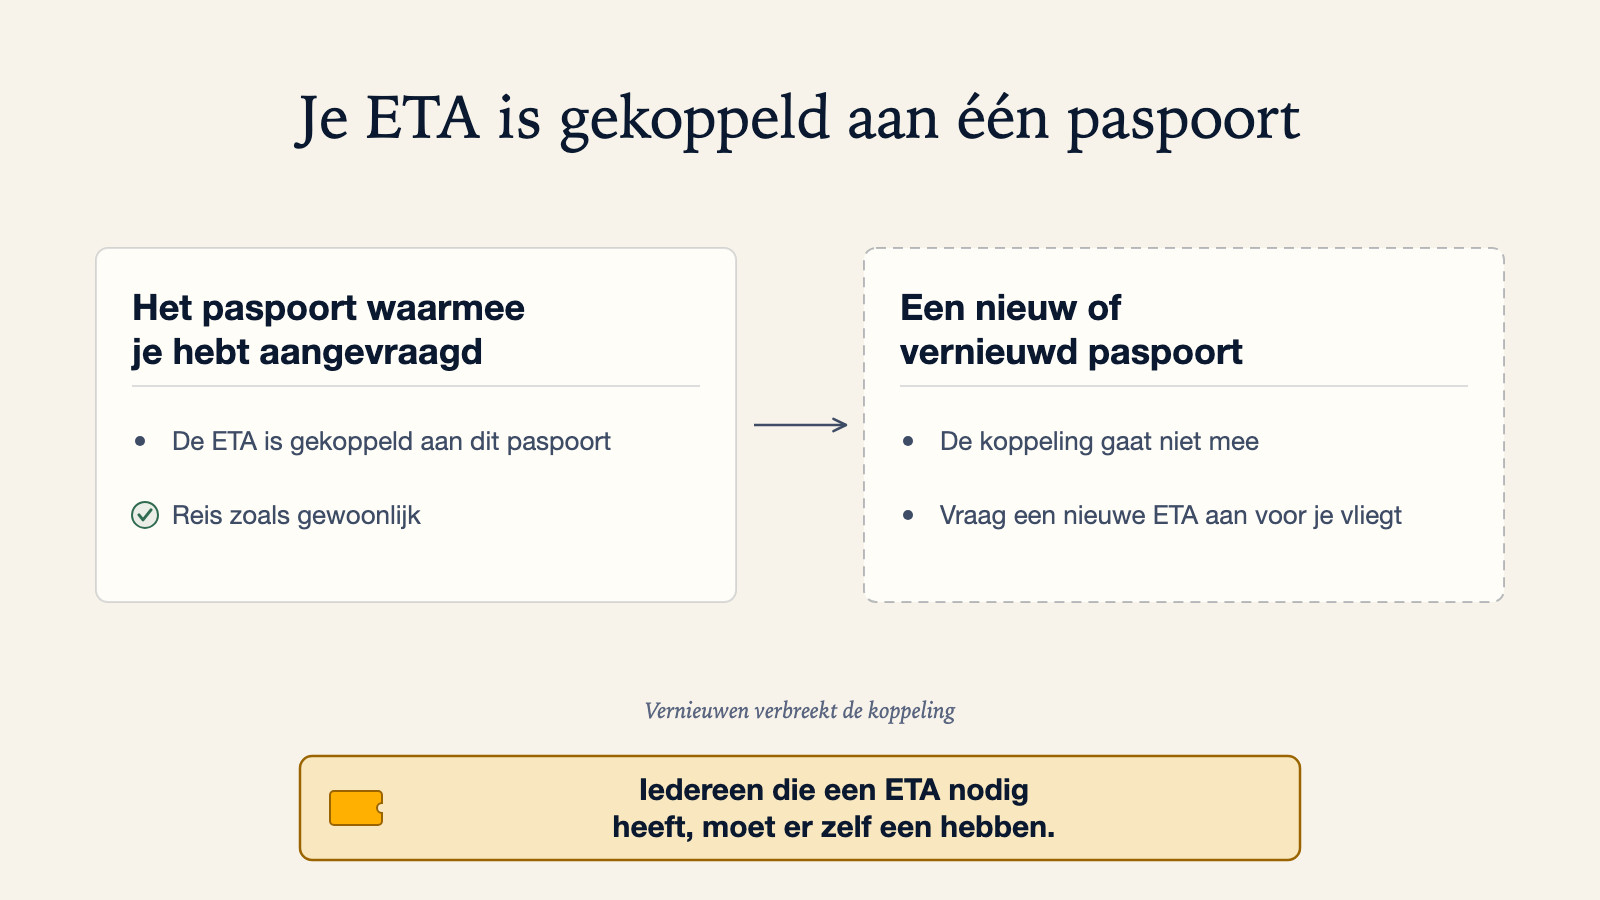 Je ETA is gekoppeld aan één paspoort
Het paspoort waarmee
je hebt aangevraagd
De ETA is gekoppeld aan dit paspoort
Reis zoals gewoonlijk
Een nieuw of
vernieuwd paspoort
De koppeling gaat niet mee
Vraag een nieuwe ETA aan voor je vliegt
Vernieuwen verbreekt de koppeling
Iedereen die een ETA nodig
heeft, moet er zelf een hebben.